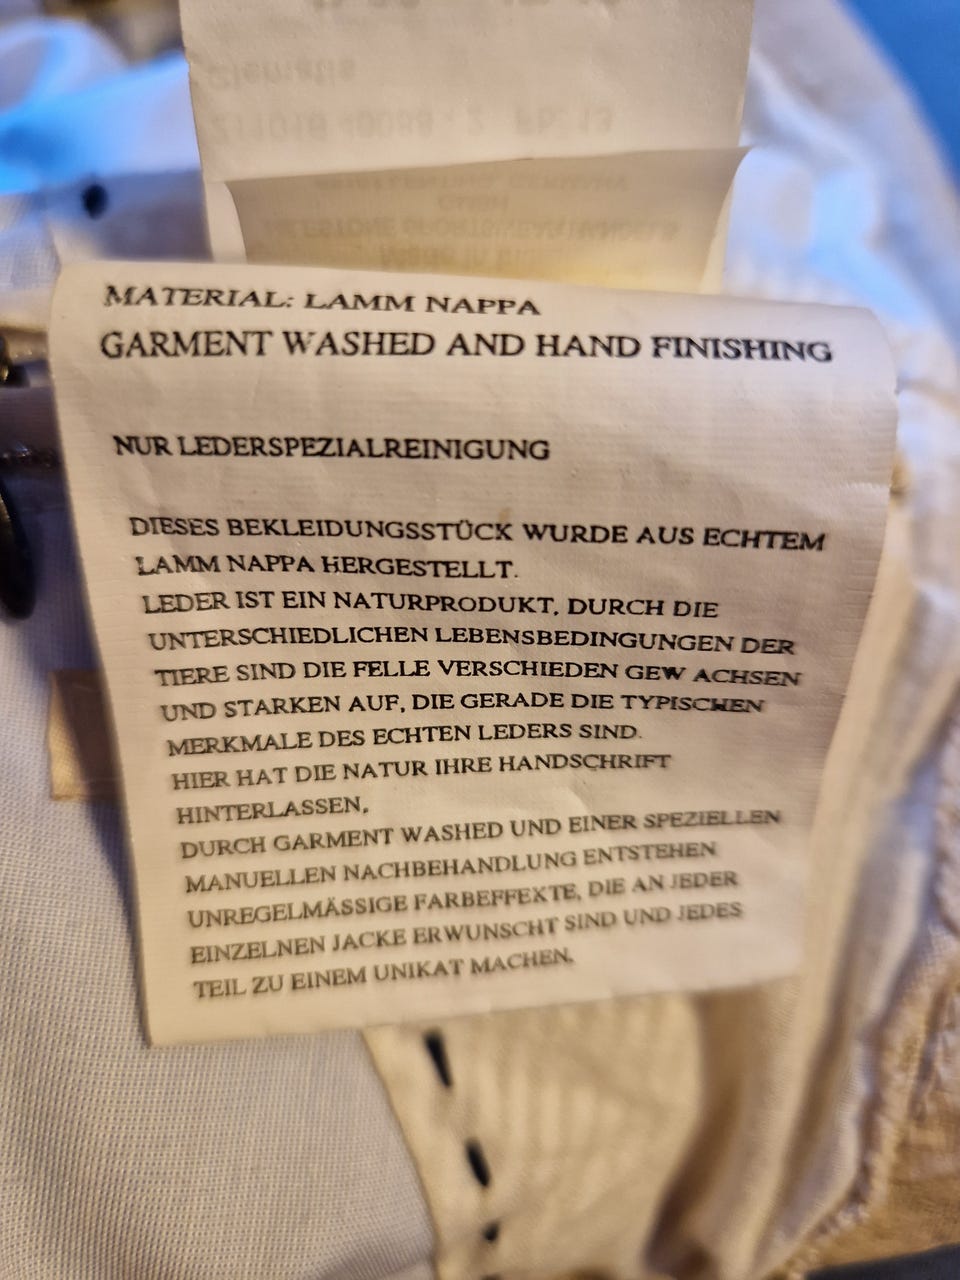 MATERIAL: LAMM NAPPA
GARMENT WASHED AND HAND FINISHING
NUR LEDERSPEZIALREINIGUNG
DIESES BEKLEIDUNGSSTÜCK WURDE AUS ECHTEM
LAMM NAPPA HERGESTELLT.
LEDER IST EIN NATURPRODUKT, DURCH DIE
UNTERSCHIEDLICHEN LEBENSBEDINGUNGEN DER
TIERE SIND DIE FELLE VERSCHIEDEN GEW ACHSEN
UND STARKEN AUF, DIE GERADE DIE TYPISCHEN
MERKMALE DES ECHTEN LEDERS SIND.
HIER HAT DIE NATUR IHRE HANDSCHRIFT
HINTERLASSEN,
DURCH GARMENT WASHED UND EINER SPEZIELLEN
MANUELLEN NACHBEHANDLUNG ENTSTEHEN
UNREGELMÄSSIGE FARBEFFEKTE, DIE AN JEDER
EINZELNEN JACKE ERWUNSCHT SIND UND JEDES
TEIL ZU EINEM UNIKAT MACHEN.